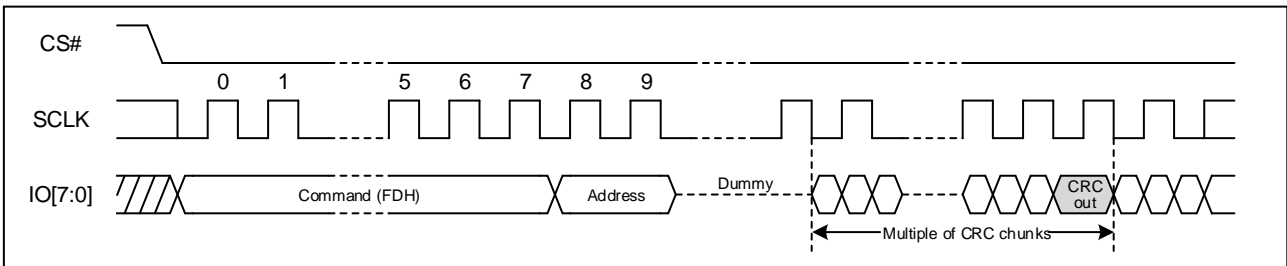 CS#
0 1 5 6 7 8 9
SCLK
IO[7:0] Command (FDH) Address Dummy CRC
out
Multiple of CRC chunks